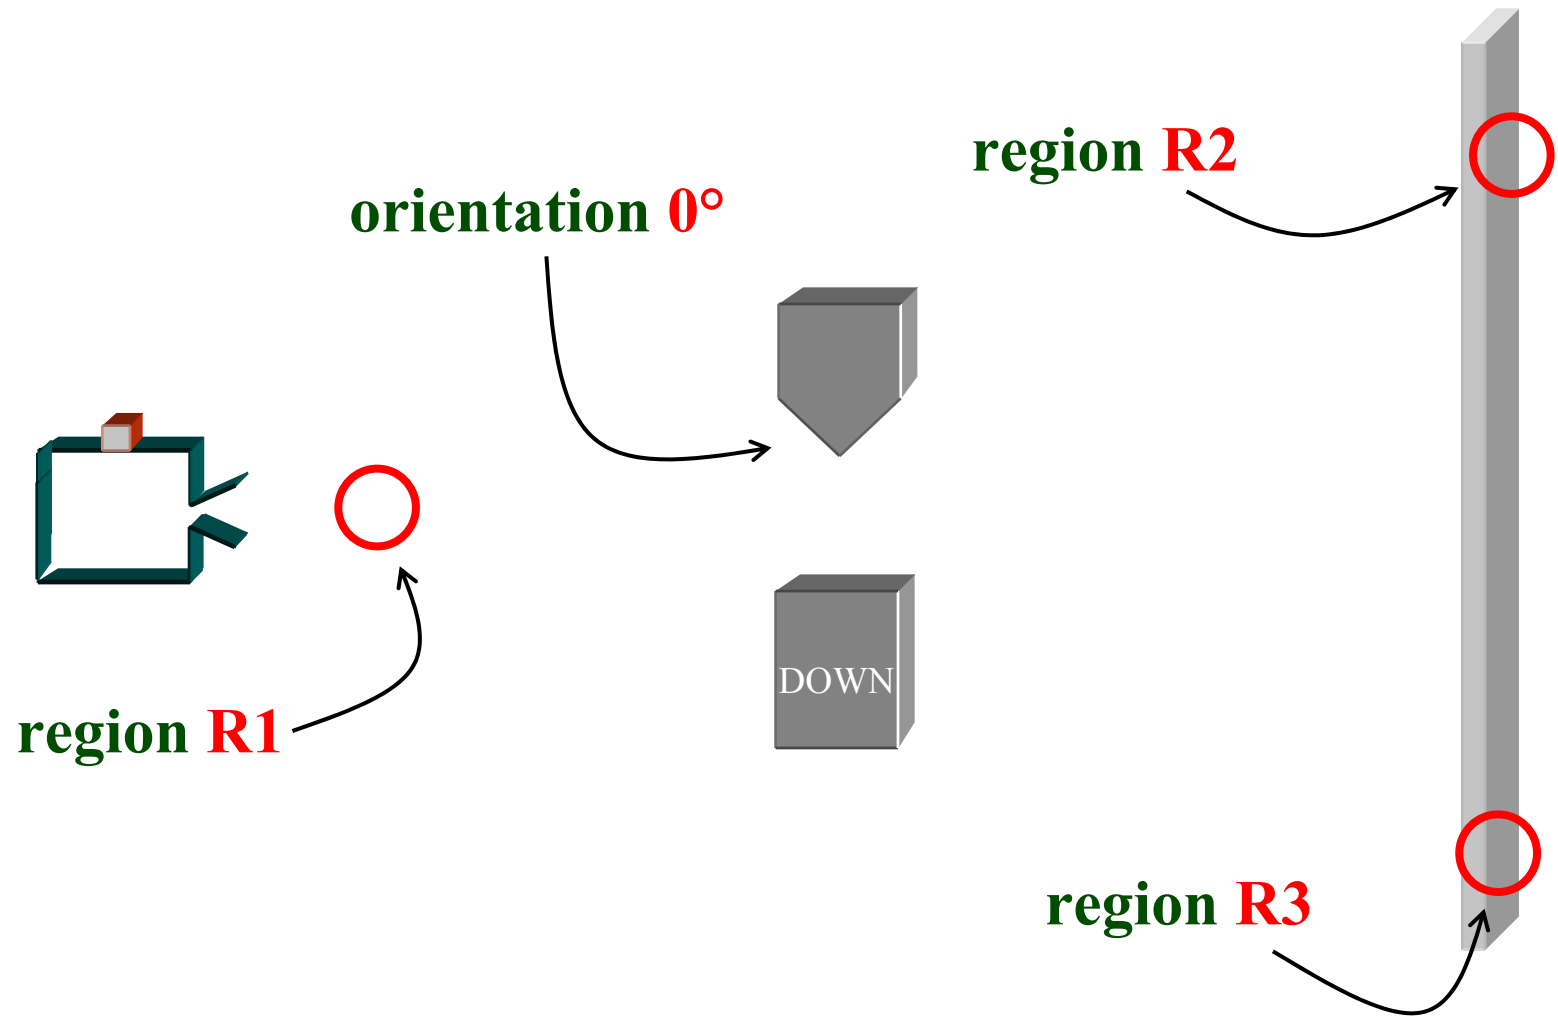 region R2
orientation 0°
DOWN
region R1
region R3